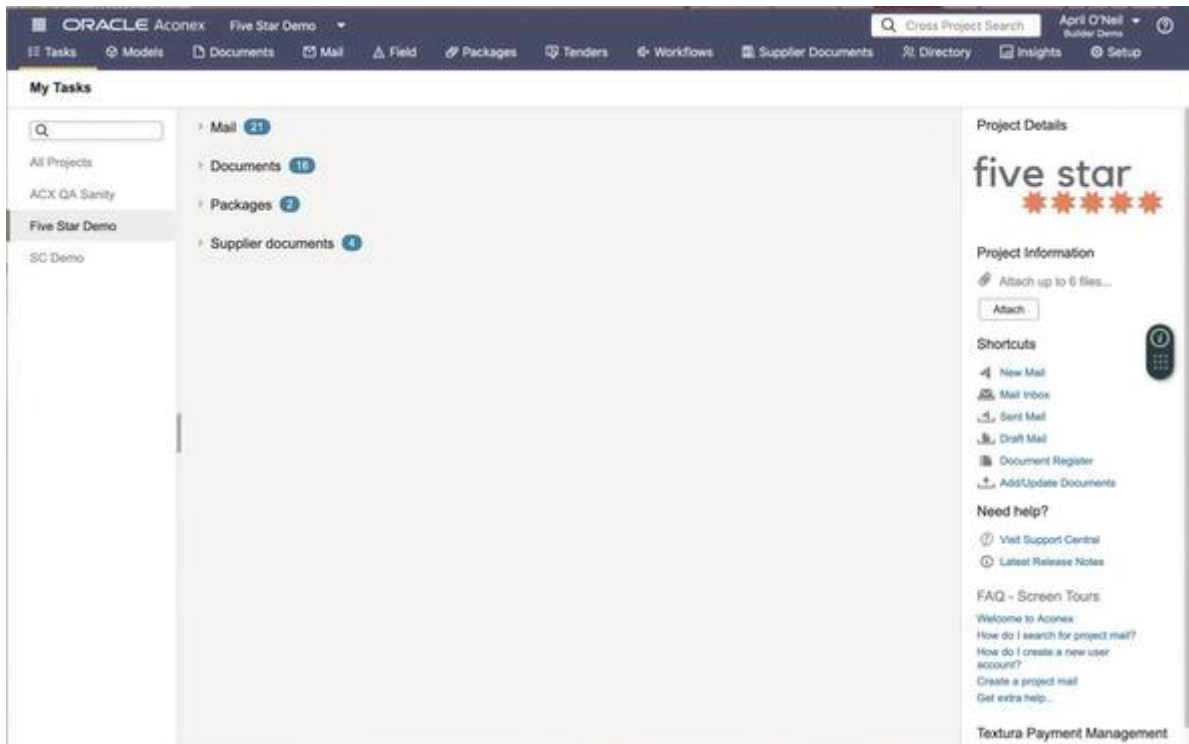 ORACLE Aconex Five Star Demo Cross Project Search April O'Neil
Builder Demo
Tasks Models Documents Mail Field Packages Tenders Workflows Supplier Documents Directory Insights Setup
My Tasks
All Projects
ACX QA Sanity
Five Star Demo
SC Demo
Mail 21
Documents 16
Packages 2
Supplier documents 4
Project Details
five star
Project Information
Attach up to 6 files...
Attach
Shortcuts
New Mail
Mail Inbox
Sent Mail
Draft Mail
Document Register
Add/Update Documents
Need help?
Visit Support Central
Latest Release Notes
FAQ - Screen Tours
Welcome to Aconex
How do I search for project mail?
How do I create a new user
account?
Create a project mail
Get extra help...
Textura Payment Management